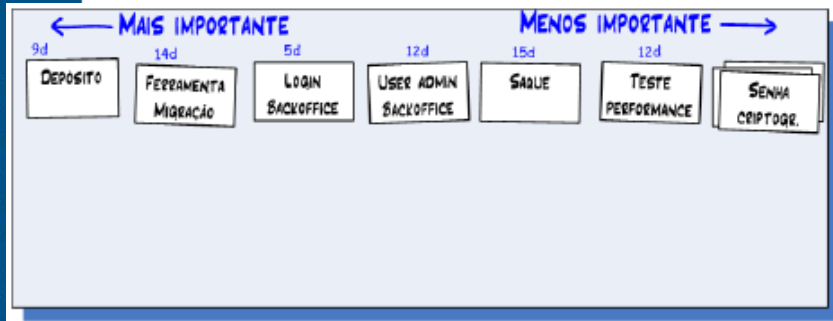 MAIS IMPORTANTE
MENOS IMPORTANTE
9d
14d
5d
12d
15d
12d
DEPOSITO
FERRAMENTA
MIGRAÇÃO
LOGIN
BACKOFFICE
USER ADMIN
BACKOFFICE
SAQUE
TESTE
PERFORMANCE
SENHA
CRIPTOGR.